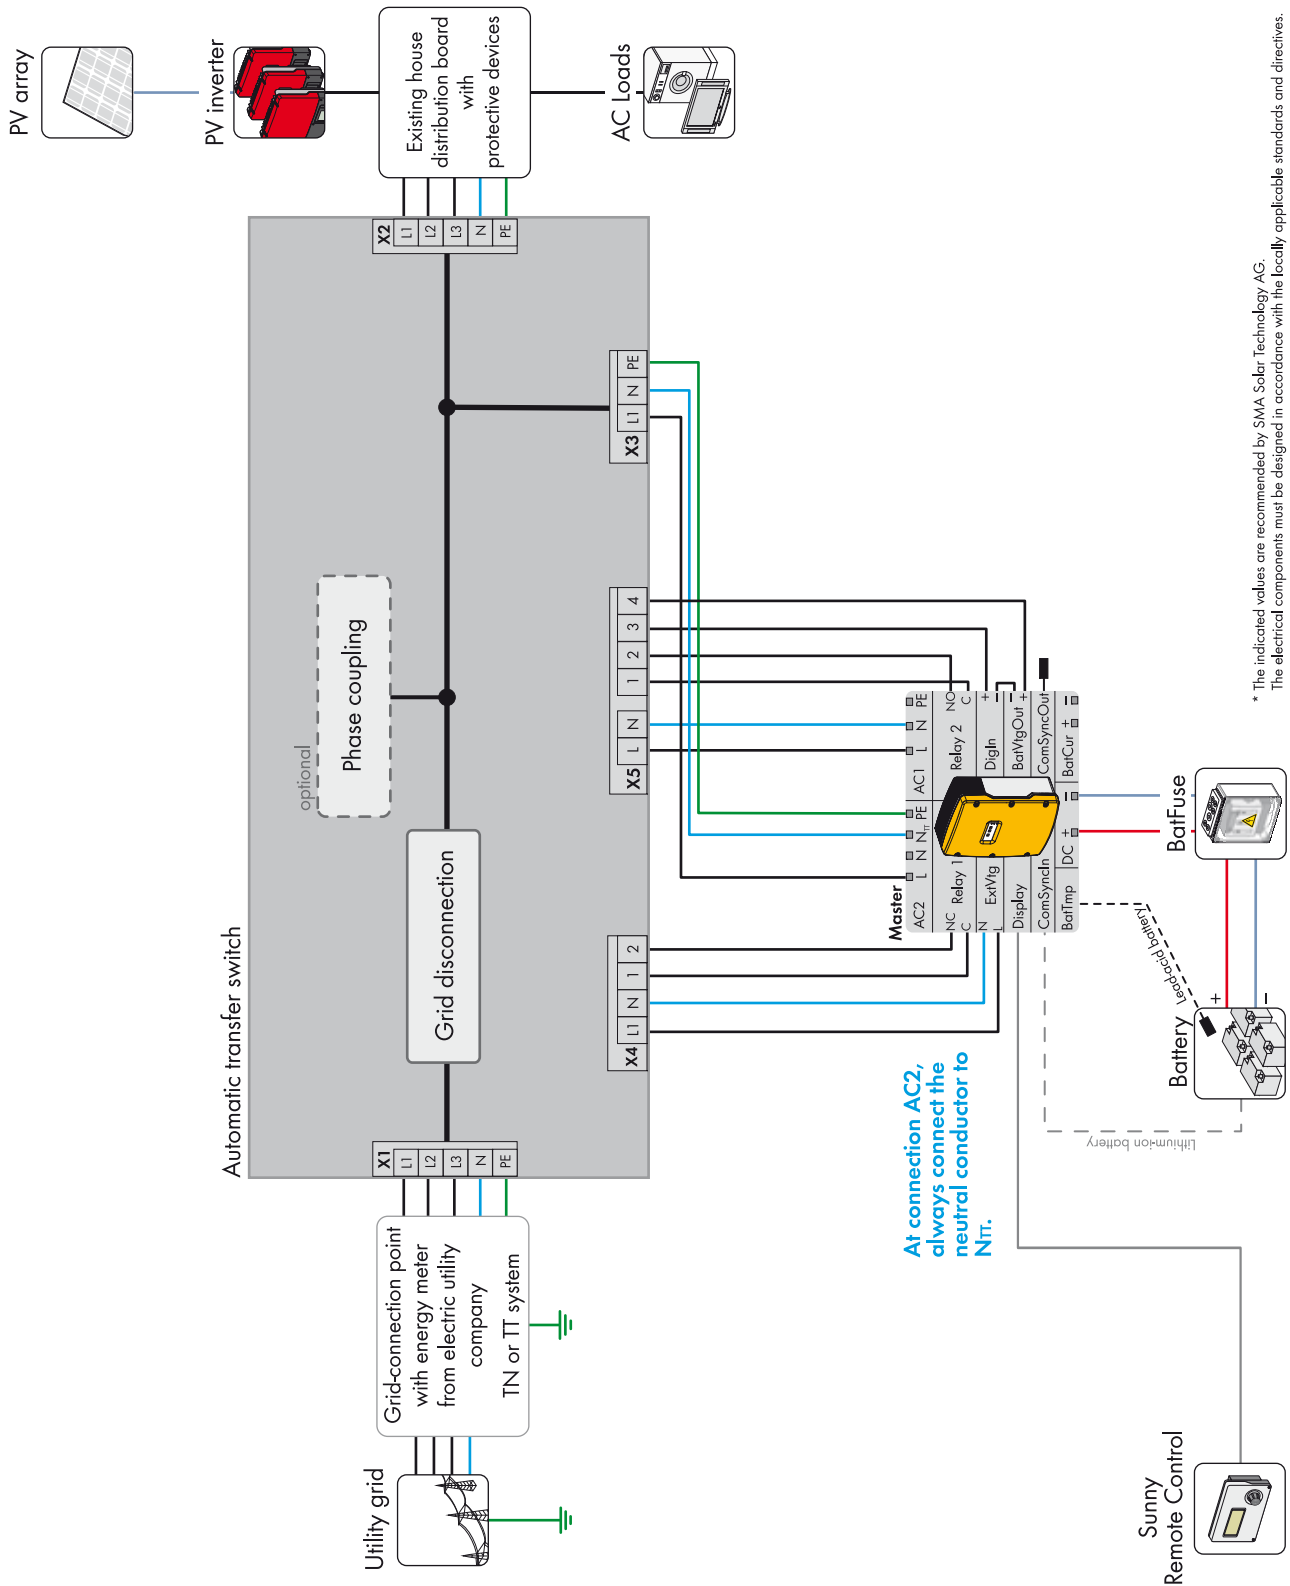 Utility grid
Grid-connection point
with energy meter
from electric utility
company
TN or TT system
Automatic transfer switch
X1
L1
L2
L3
N
PE
Grid disconnection
optional
Phase coupling
X2
L1
L2
L3
N
PE
PV array
PV inverter
Existing house
distribution board
with
protective devices
AC Loads
X4
L1
N
1
2
X5
L
N
1
2
3
4
X3
L1
N
PE
At connection AC2,
always connect the
neutral conductor to
NTT.
Master
AC2
L
N
NTT
PE
AC1
L
N
PE
NC
C
Relay 1
Relay 2
NO
C
N
L
ExtVtg
DigIn
+
−
Display
BatVtgOut
−
+
ComSyncIn
ComSyncOut
BatTmp
DC
+
−
BatCur
+
−
Lead-acid battery
Lithium-ion battery
Battery
+
−
BatFuse
Sunny
Remote Control
* The indicated values are recommended by SMA Solar Technology AG.
The electrical components must be designed in accordance with the locally applicable standards and directives.